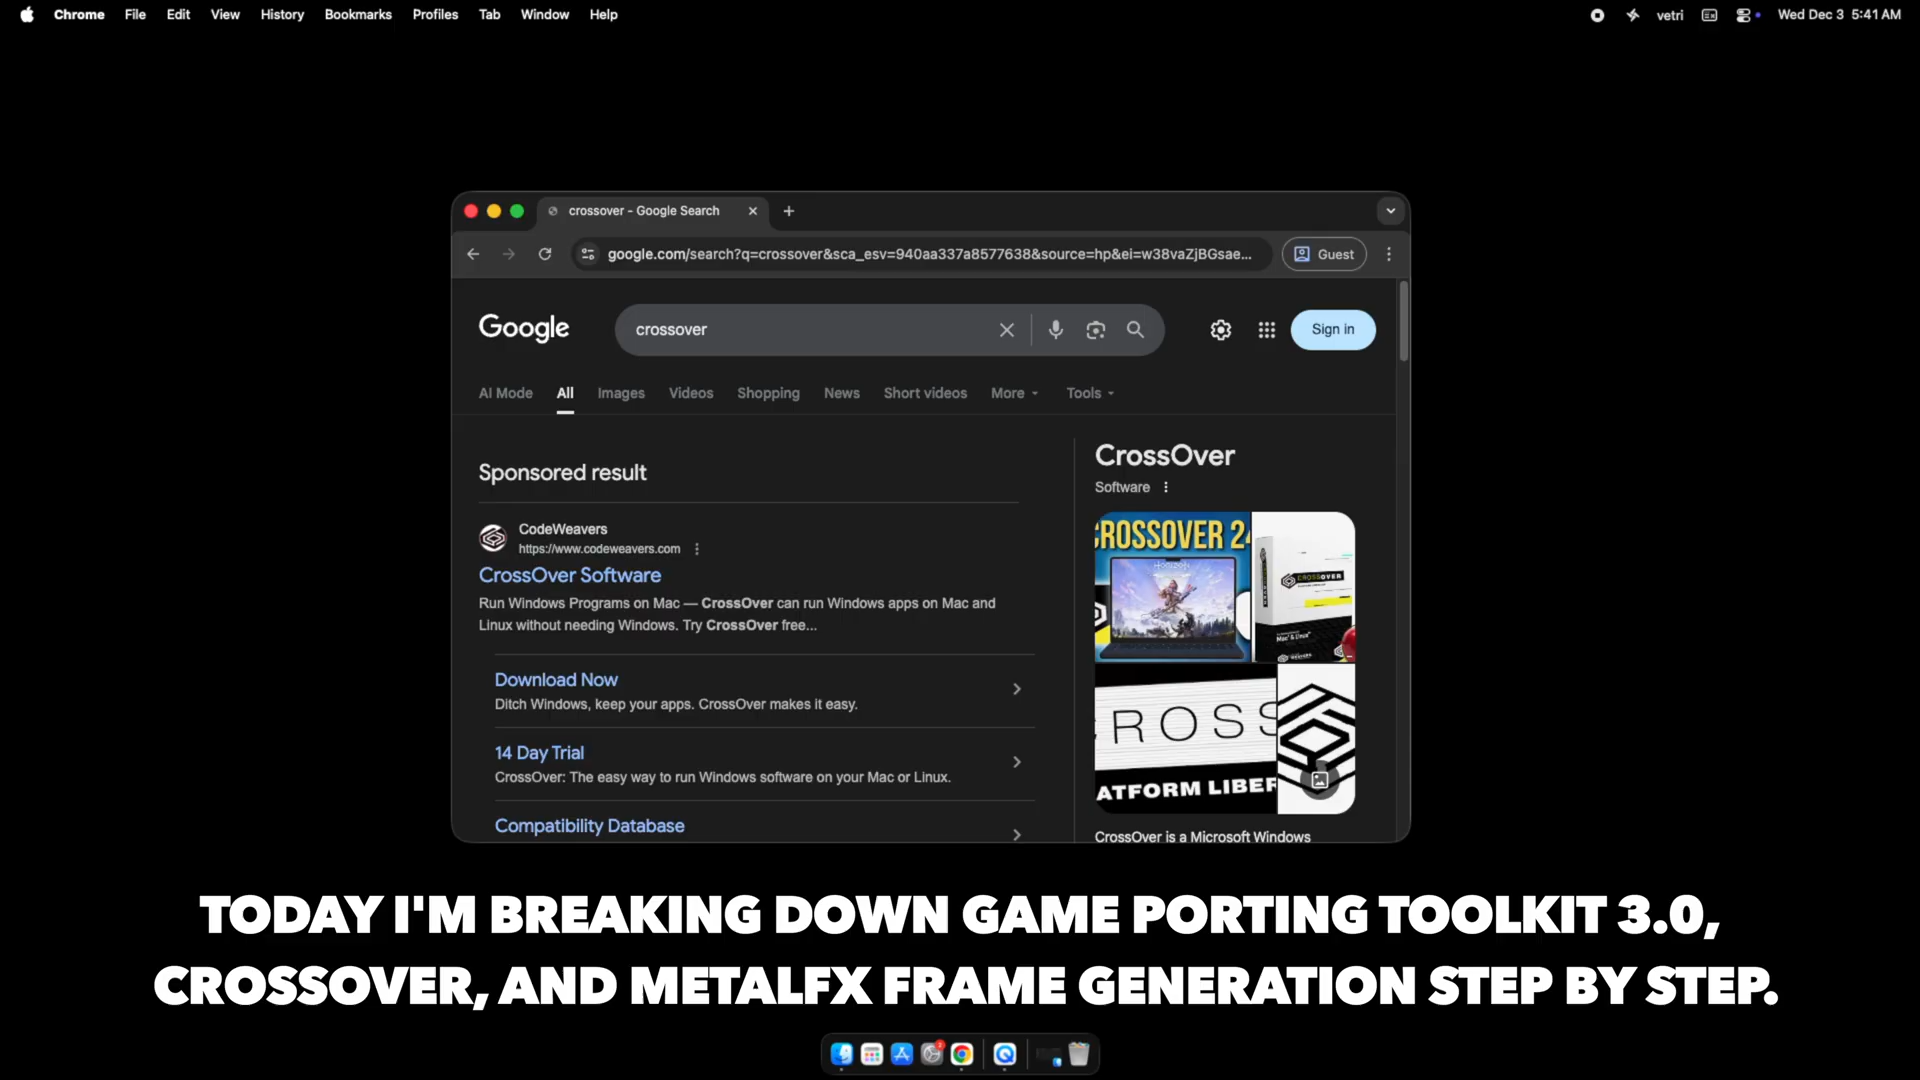 Chrome File Edit View History Bookmarks Profiles Tab Window Help
vetri Wed Dec 3 5:41 AM
crossover - Google Search
google.com/search?q=crossover&sca_esv=940aa337a8577638&source=hp&ei=w38vaZjBGsae...
Guest
Google
crossover
Sign in
AI Mode All Images Videos Shopping News Short videos More Tools
Sponsored result
CodeWeavers
https://www.codeweavers.com
CrossOver Software
Run Windows Programs on Mac — CrossOver can run Windows apps on Mac and
Linux without needing Windows. Try CrossOver free...
Download Now
Ditch Windows, keep your apps. CrossOver makes it easy.
14 Day Trial
CrossOver: The easy way to run Windows software on your Mac or Linux.
Compatibility Database
CrossOver
Software
CROSSOVER 24
HORIZON
CROSSOVER
Mac & Linux
CROSS
ATFORM LIBER
CrossOver is a Microsoft Windows
TODAY I'M BREAKING DOWN GAME PORTING TOOLKIT 3.0,
CROSSOVER, AND METALFX FRAME GENERATION STEP BY STEP.
2